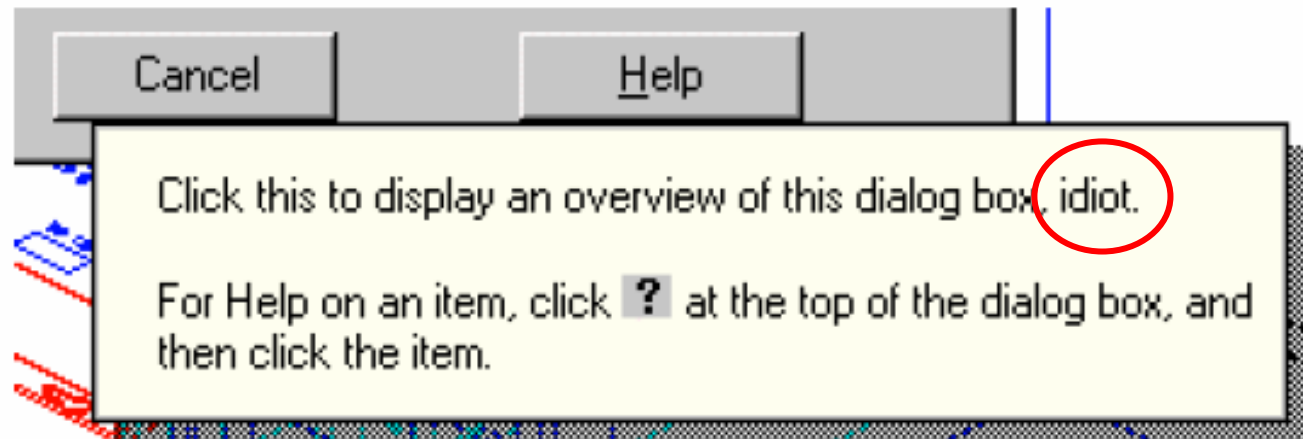 Cancel Help
Click this to display an overview of this dialog box, idiot.
For Help on an item, click ? at the top of the dialog box, and
then click the item.